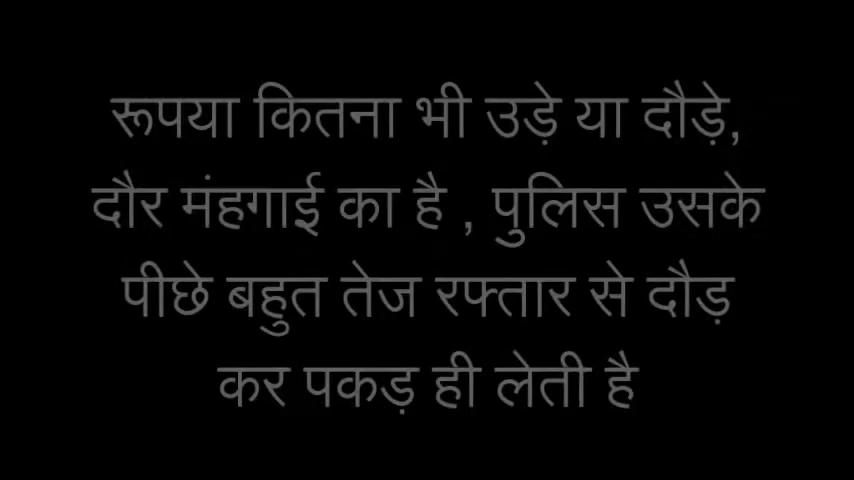 रूपया कितना भी उड़े या दौड़े,
दौर मंहगाई का है , पुलिस उसके
पीछे बहुत तेज रफ्तार से दौड़
कर पकड़ ही लेती है